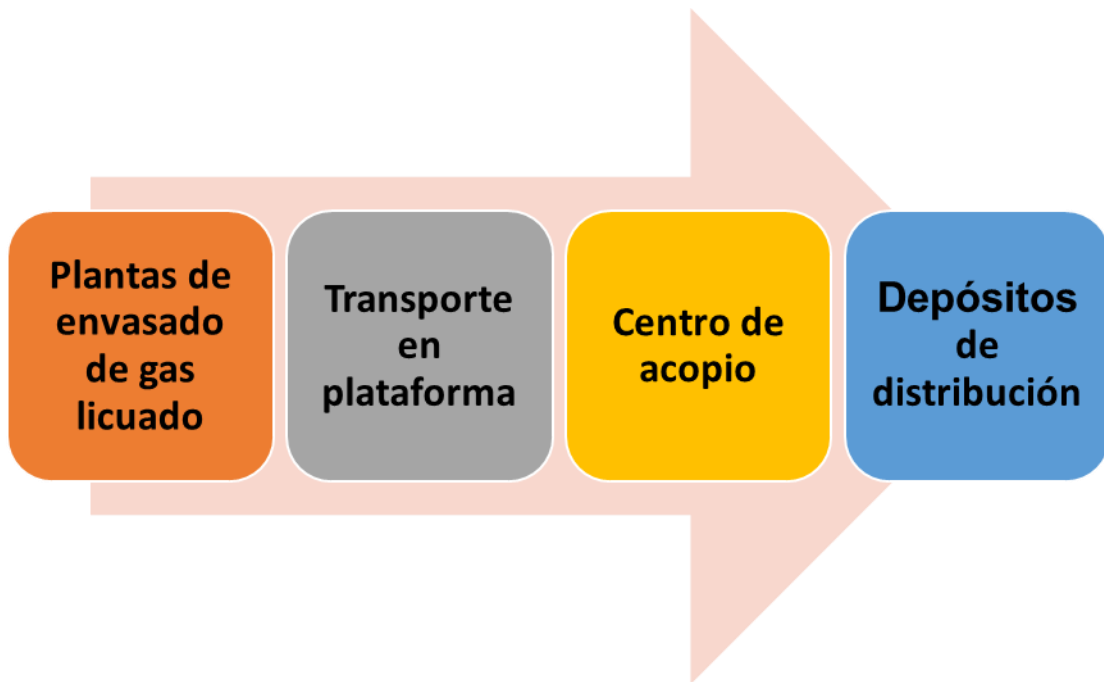 Plantas de
envasado
de gas
licuado
Transporte
en
plataforma
Centro de
acopio
Depósitos
de
distribución